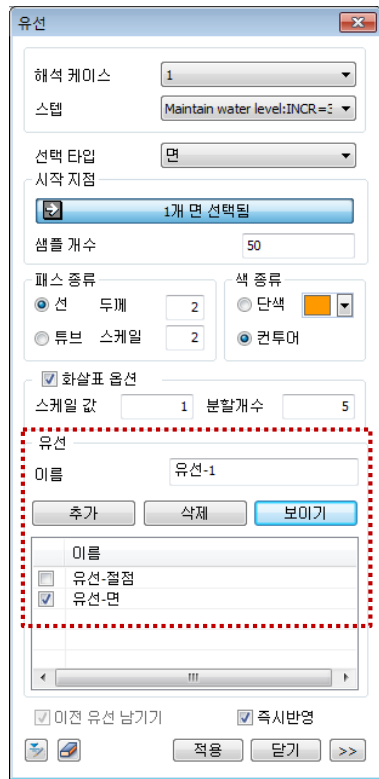 유선
해석 케이스 1
스텝 Maintain water level:INCR=
선택 타입 면
시작 지점
1개 면 선택됨
샘플 개수 50
패스 종류 색 종류
선 두께 2 단색
튜브 스케일 2 컨투어
화살표 옵션
스케일 값 1 분할개수 5
유선
이름 유선-1
추가 삭제 보이기
이름
유선-절점
유선-면
이전 유선 남기기 즉시반영
적용 닫기 >>